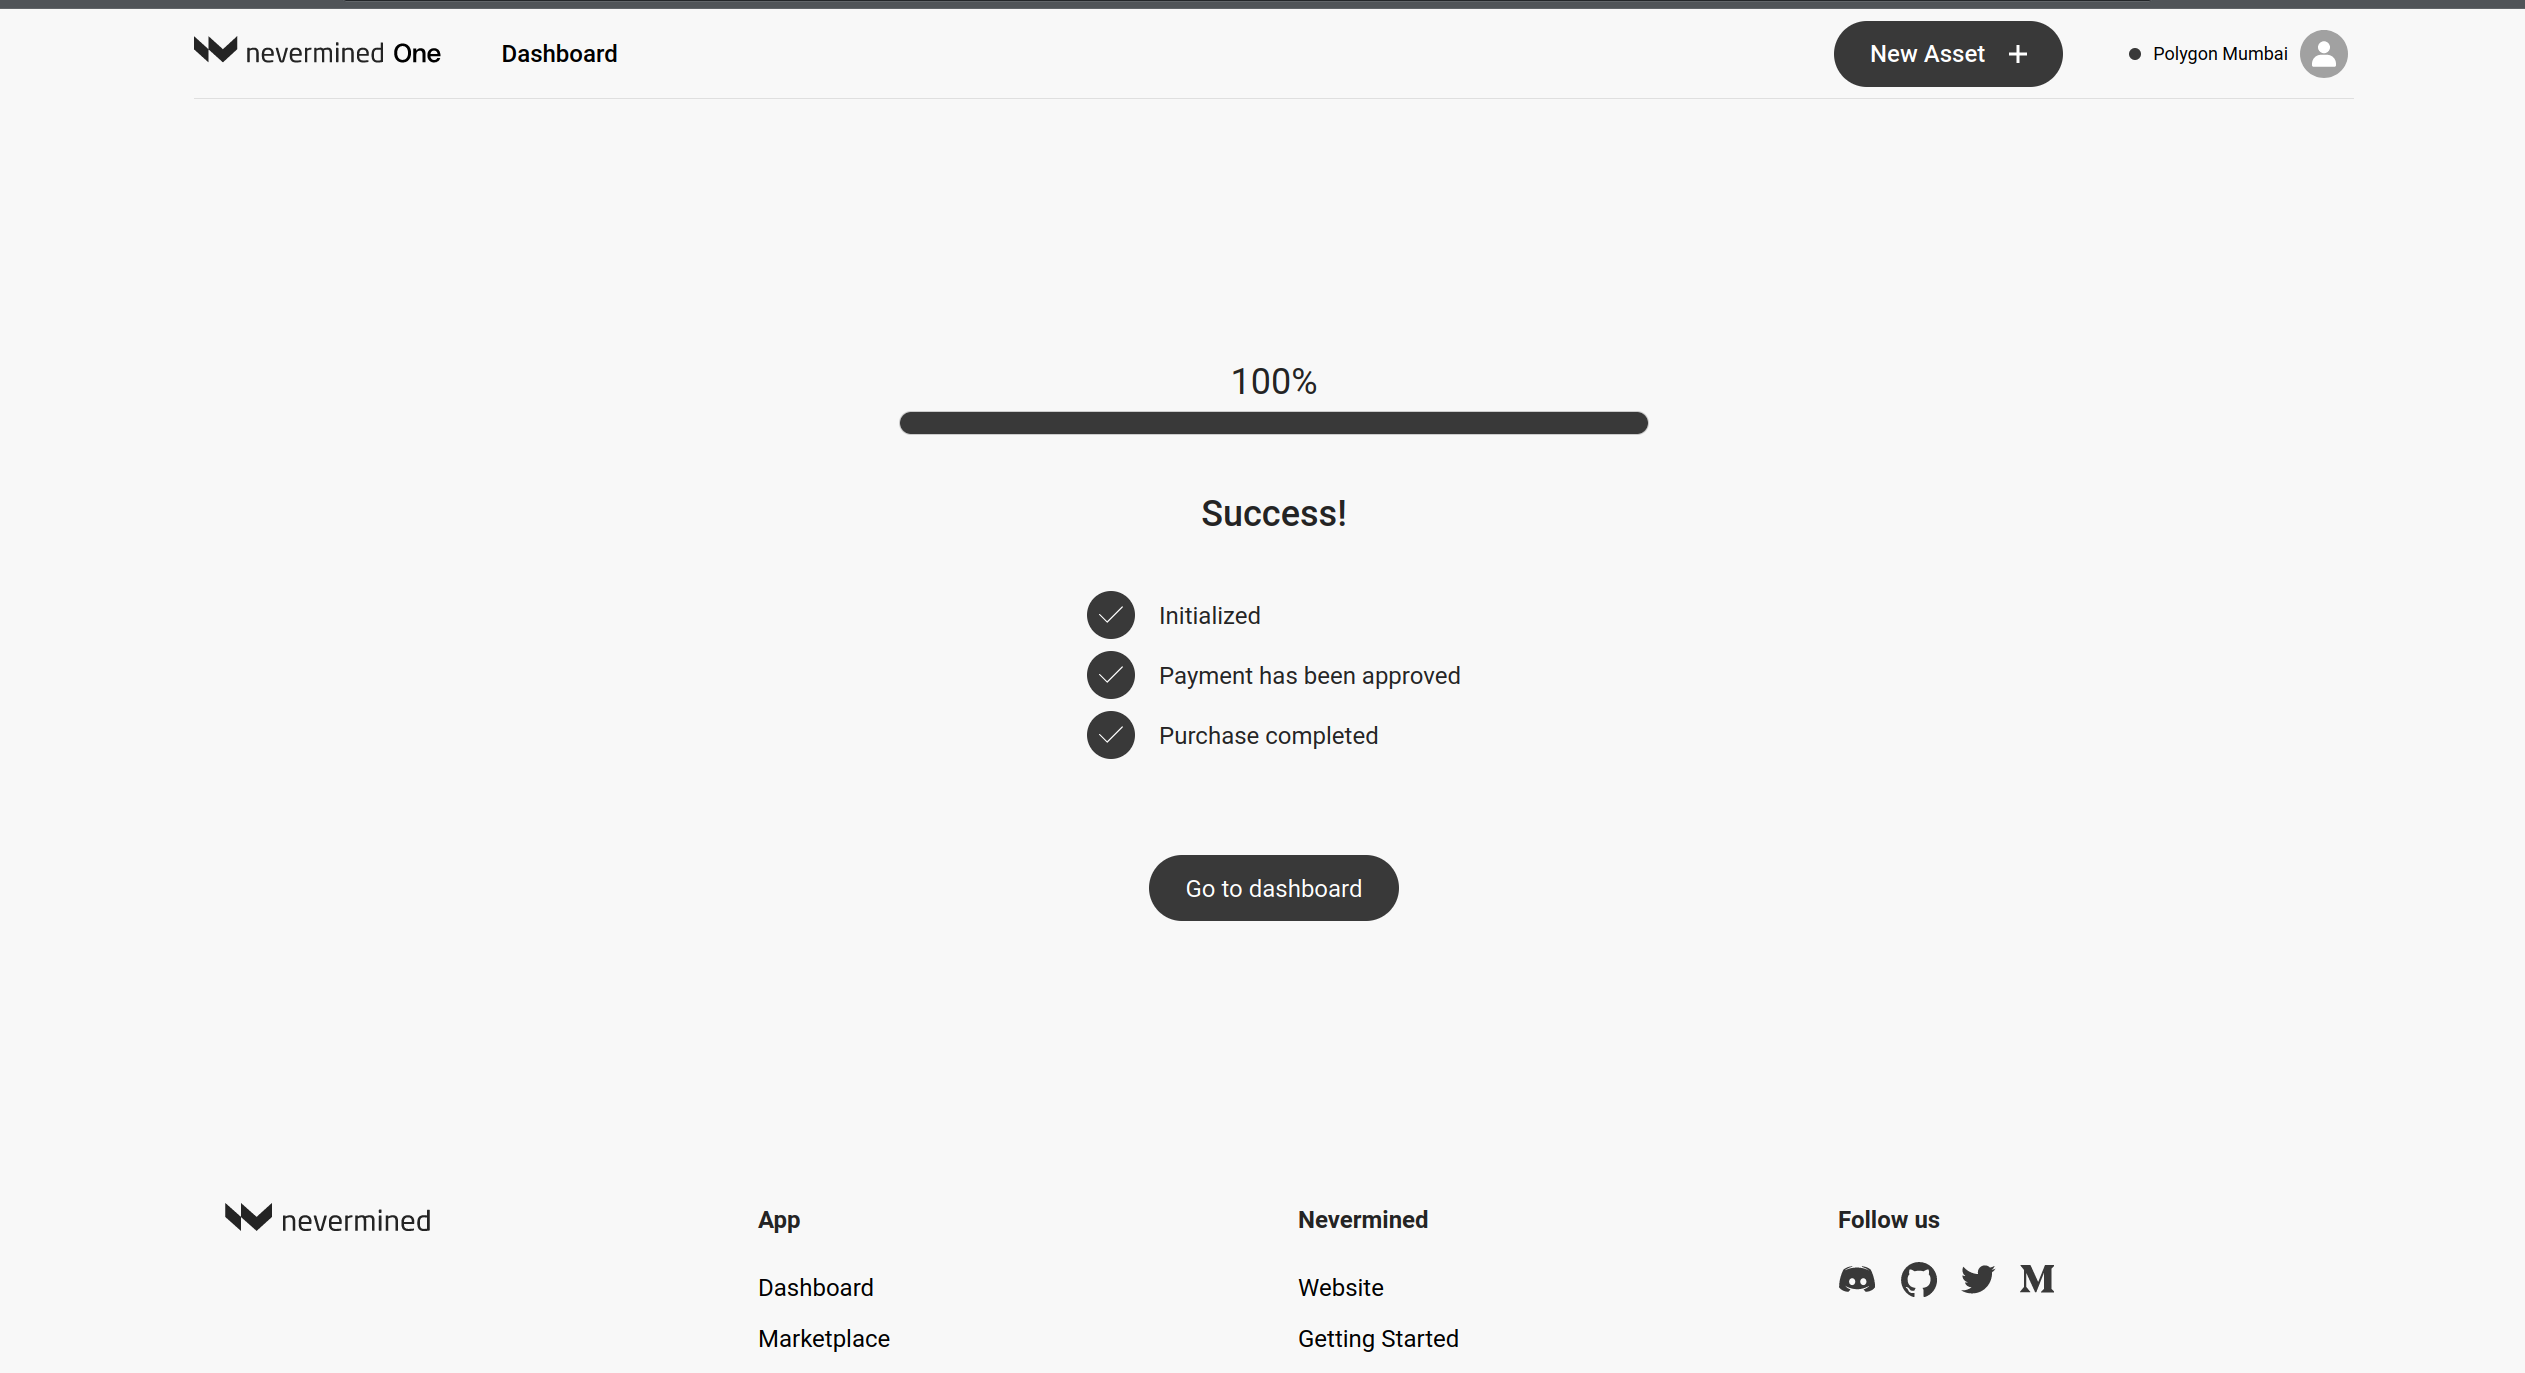 nevermined One
Dashboard
New Asset +
Polygon Mumbai
100%
Success!
Initialized
Payment has been approved
Purchase completed
Go to dashboard
nevermined
App
Dashboard
Marketplace
Nevermined
Website
Getting Started
Follow us